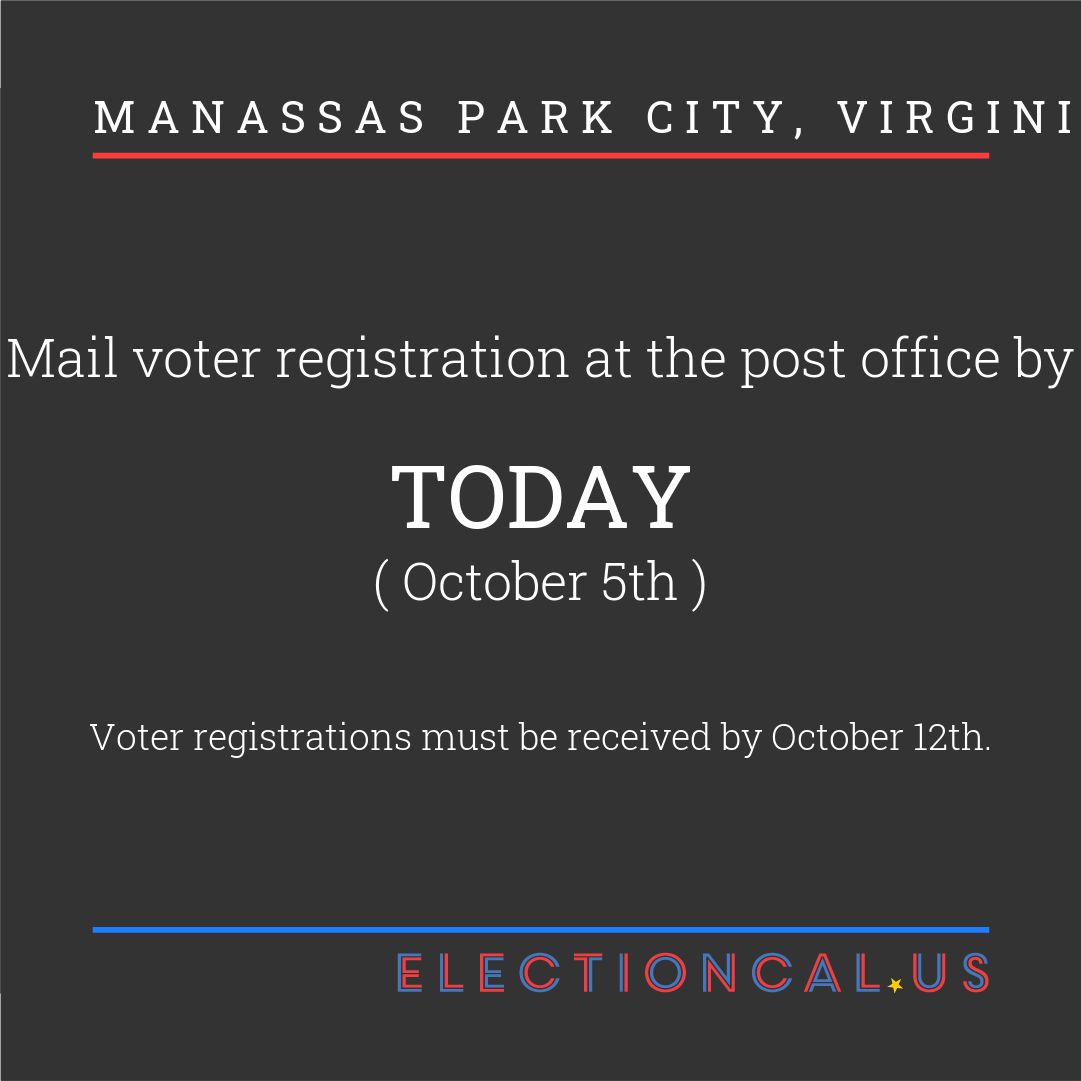 MANASSAS PARK CITY, VIRGINI
Mail voter registration at the post office by
TODAY
( October 5th )
Voter registrations must be received by October 12th.
ELECTIONCAL.US